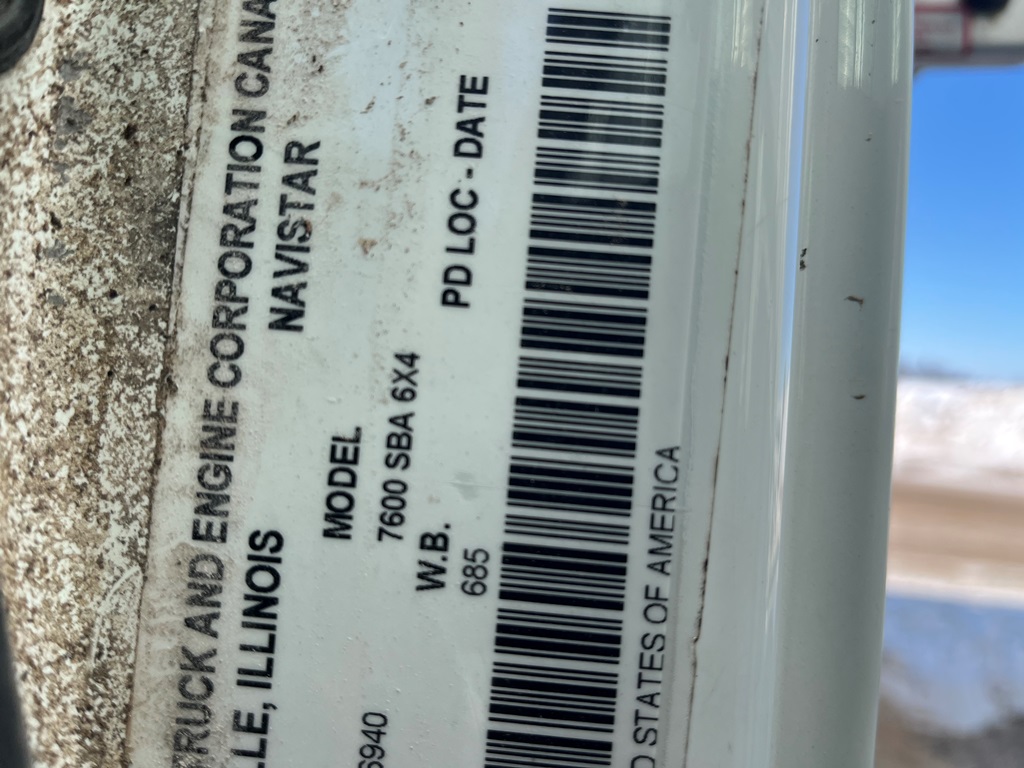 TRUCK AND ENGINE CORPORATION CANA
LLE, ILLINOIS
NAVISTAR
MODEL
6940
7600 SBA 6X4
W.B.
PD LOC - DATE
685
D STATES OF AMERICA